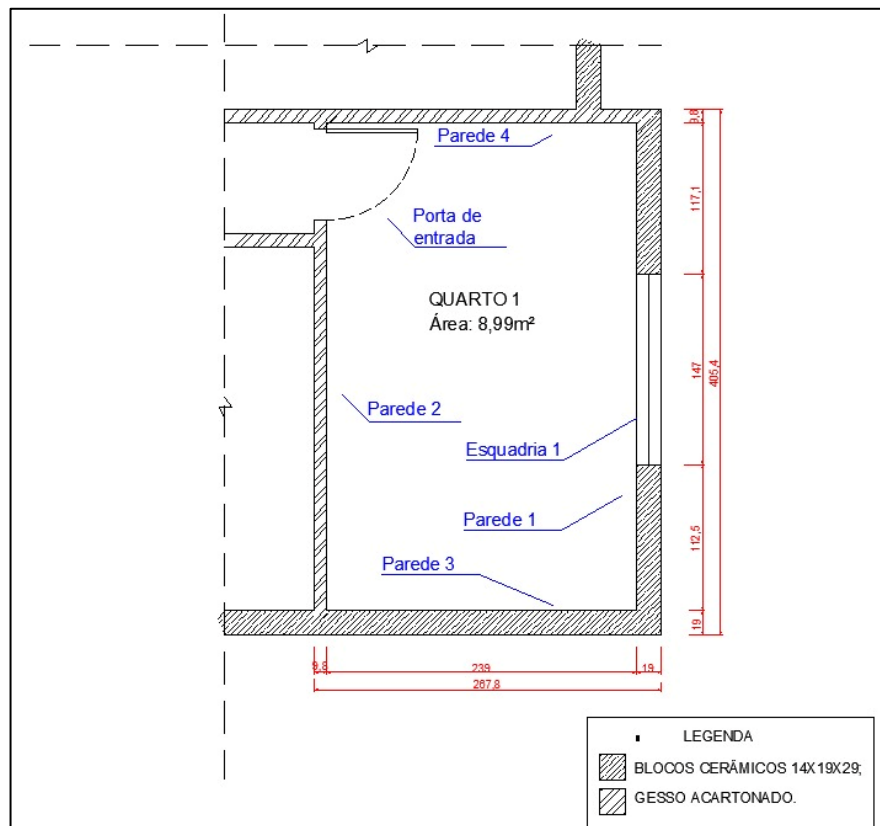 Parede 4
9,8
117,1
Porta de
entrada
QUARTO 1
Área: 8,99m²
147
405,4
Parede 2
Esquadria 1
Parede 1
112,5
Parede 3
19
9,8
239
19
267,8
LEGENDA
BLOCOS CERÂMICOS 14X19X29;
GESSO ACARTONADO.